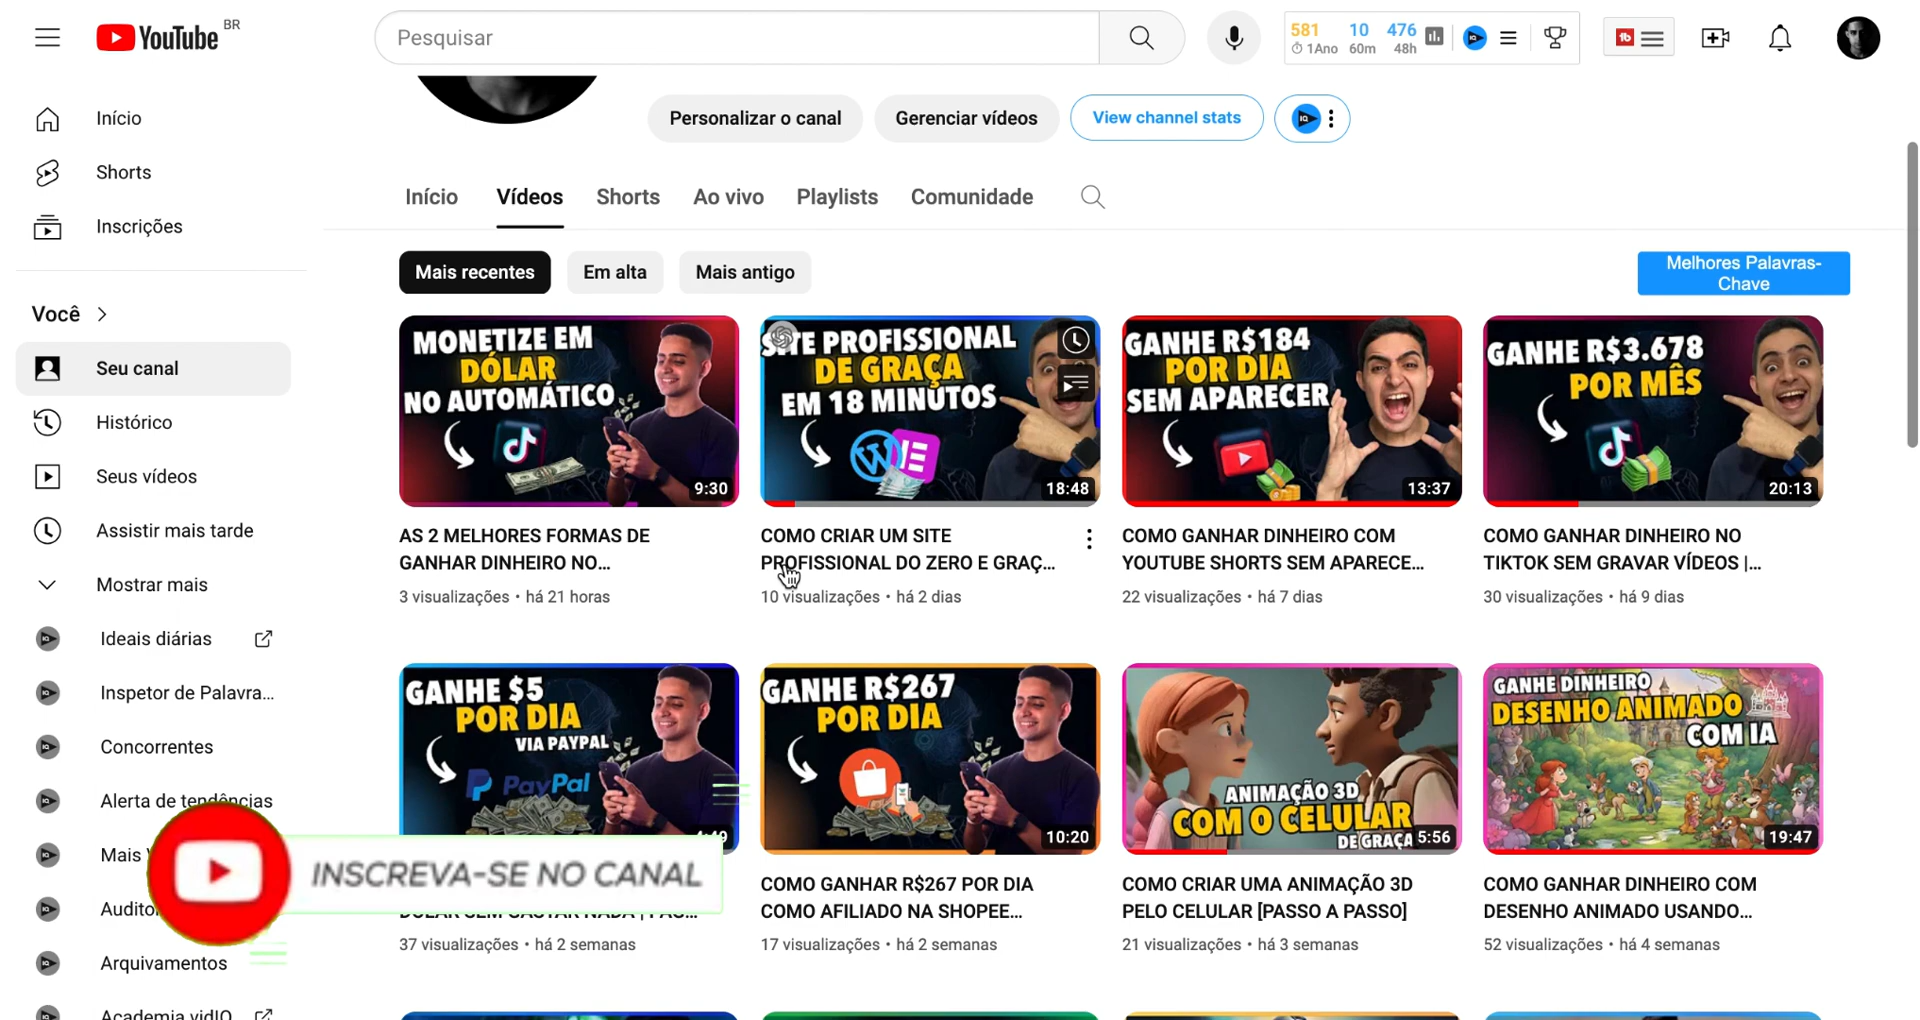 YouTube BR
Pesquisar
581 10 476
1Ano 60m 48h
Personalizar o canal
Gerenciar vídeos
View channel stats
Início
Shorts
Inscrições
Você
Seu canal
Histórico
Seus vídeos
Assistir mais tarde
Mostrar mais
Ideais diárias
Inspetor de Palavra...
Concorrentes
Alerta de tendências
Mais
Arquivamentos
Academia vidIQ
Início Vídeos Shorts Ao vivo Playlists Comunidade
Mais recentes Em alta Mais antigo
Melhores Palavras-
Chave
MONETIZE EM
DÓLAR
NO AUTOMÁTICO
9:30
AS 2 MELHORES FORMAS DE
GANHAR DINHEIRO NO...
3 visualizações • há 21 horas
SITE PROFISSIONAL
DE GRAÇA
EM 18 MINUTOS
18:48
COMO CRIAR UM SITE
PROFISSIONAL DO ZERO E GRAÇ...
10 visualizações • há 2 dias
GANHE R$184
POR DIA
SEM APARECER
13:37
COMO GANHAR DINHEIRO COM
YOUTUBE SHORTS SEM APARECE...
22 visualizações • há 7 dias
GANHE R$3.678
POR MÊS
20:13
COMO GANHAR DINHEIRO NO
TIKTOK SEM GRAVAR VÍDEOS |...
30 visualizações • há 9 dias
GANHE $5
POR DIA
VIA PAYPAL
PayPal
INSCREVA-SE NO CANAL
37 visualizações • há 2 semanas
GANHE R$267
POR DIA
10:20
COMO GANHAR R$267 POR DIA
COMO AFILIADO NA SHOPEE...
17 visualizações • há 2 semanas
ANIMAÇÃO 3D
COM O CELULAR
DE GRAÇA
5:56
COMO CRIAR UMA ANIMAÇÃO 3D
PELO CELULAR [PASSO A PASSO]
21 visualizações • há 3 semanas
GANHE DINHEIRO
DESENHO ANIMADO
COM IA
19:47
COMO GANHAR DINHEIRO COM
DESENHO ANIMADO USANDO...
52 visualizações • há 4 semanas